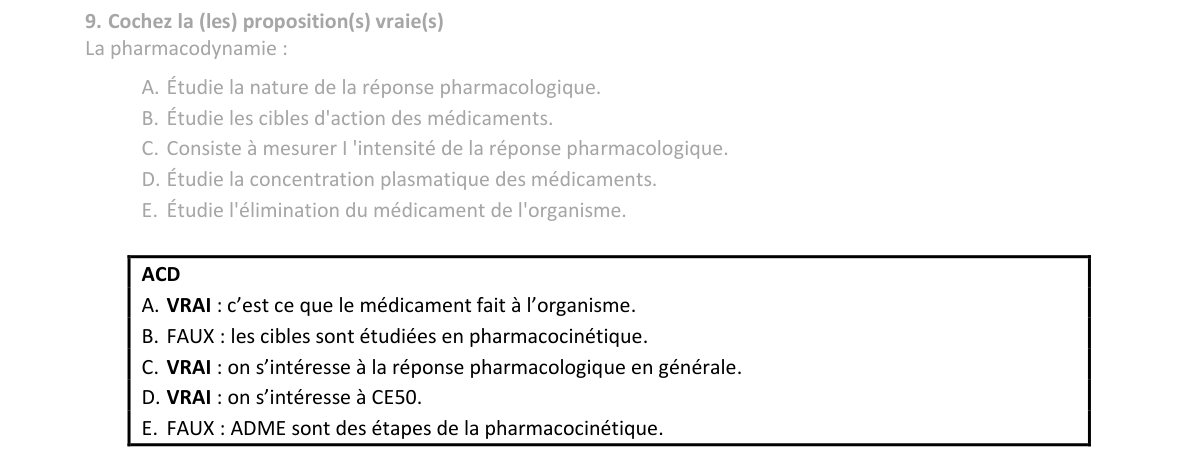 9. Cochez la (les) proposition(s) vraie(s)
La pharmacodynamie :
A. Étudie la nature de la réponse pharmacologique.
B. Étudie les cibles d'action des médicaments.
C. Consiste à mesurer I 'intensité de la réponse pharmacologique.
D. Étudie la concentration plasmatique des médicaments.
E. Étudie l'élimination du médicament de l'organisme.
ACD
A. VRAI : c’est ce que le médicament fait à l’organisme.
B. FAUX : les cibles sont étudiées en pharmacocinétique.
C. VRAI : on s’intéresse à la réponse pharmacologique en générale.
D. VRAI : on s’intéresse à CE50.
E. FAUX : ADME sont des étapes de la pharmacocinétique.